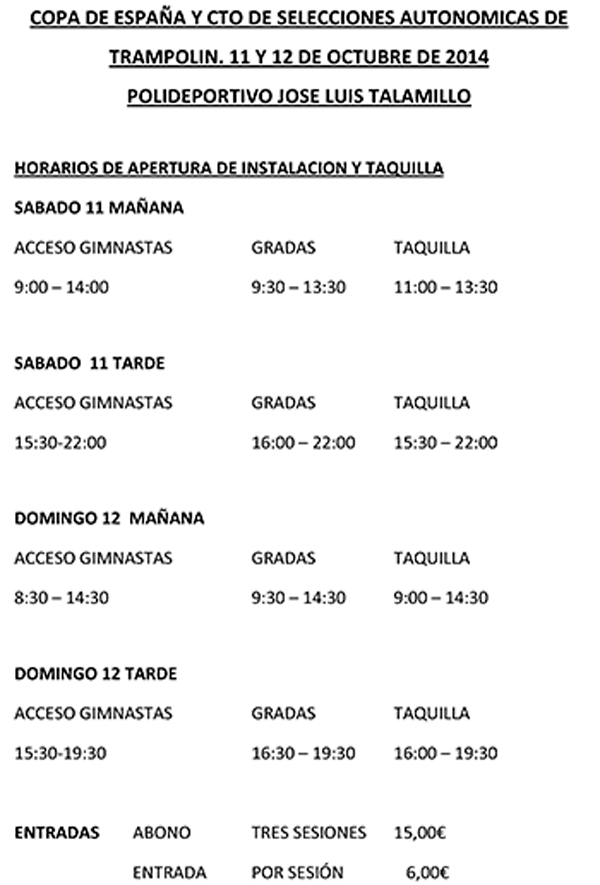 COPA DE ESPAÑA Y CTO DE SELECCIONES AUTONOMICAS DE
TRAMPOLIN. 11 Y 12 DE OCTUBRE DE 2014
POLIDEPORTIVO JOSE LUIS TALAMILLO
HORARIOS DE APERTURA DE INSTALACION Y TAQUILLA
SABADO 11 MAÑANA
ACCESO GIMNASTAS GRADAS TAQUILLA
9:00 – 14:00 9:30 – 13:30 11:00 – 13:30
SABADO 11 TARDE
ACCESO GIMNASTAS GRADAS TAQUILLA
15:30-22:00 16:00 – 22:00 15:30 – 22:00
DOMINGO 12 MAÑANA
ACCESO GIMNASTAS GRADAS TAQUILLA
8:30 – 14:30 9:30 – 14:30 9:00 – 14:30
DOMINGO 12 TARDE
ACCESO GIMNASTAS GRADAS TAQUILLA
15:30-19:30 16:30 – 19:30 16:00 – 19:30
ENTRADAS ABONO TRES SESIONES 15,00€
ENTRADA POR SESIÓN 6,00€